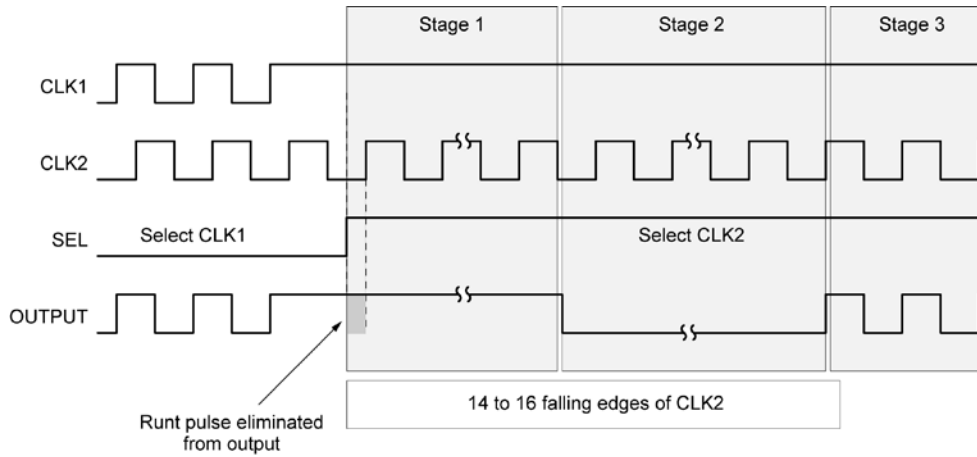 Stage 1
Stage 2
Stage 3
CLK1
CLK2
SEL
Select CLK1
Select CLK2
OUTPUT
Runt pulse eliminated
from output
14 to 16 falling edges of CLK2